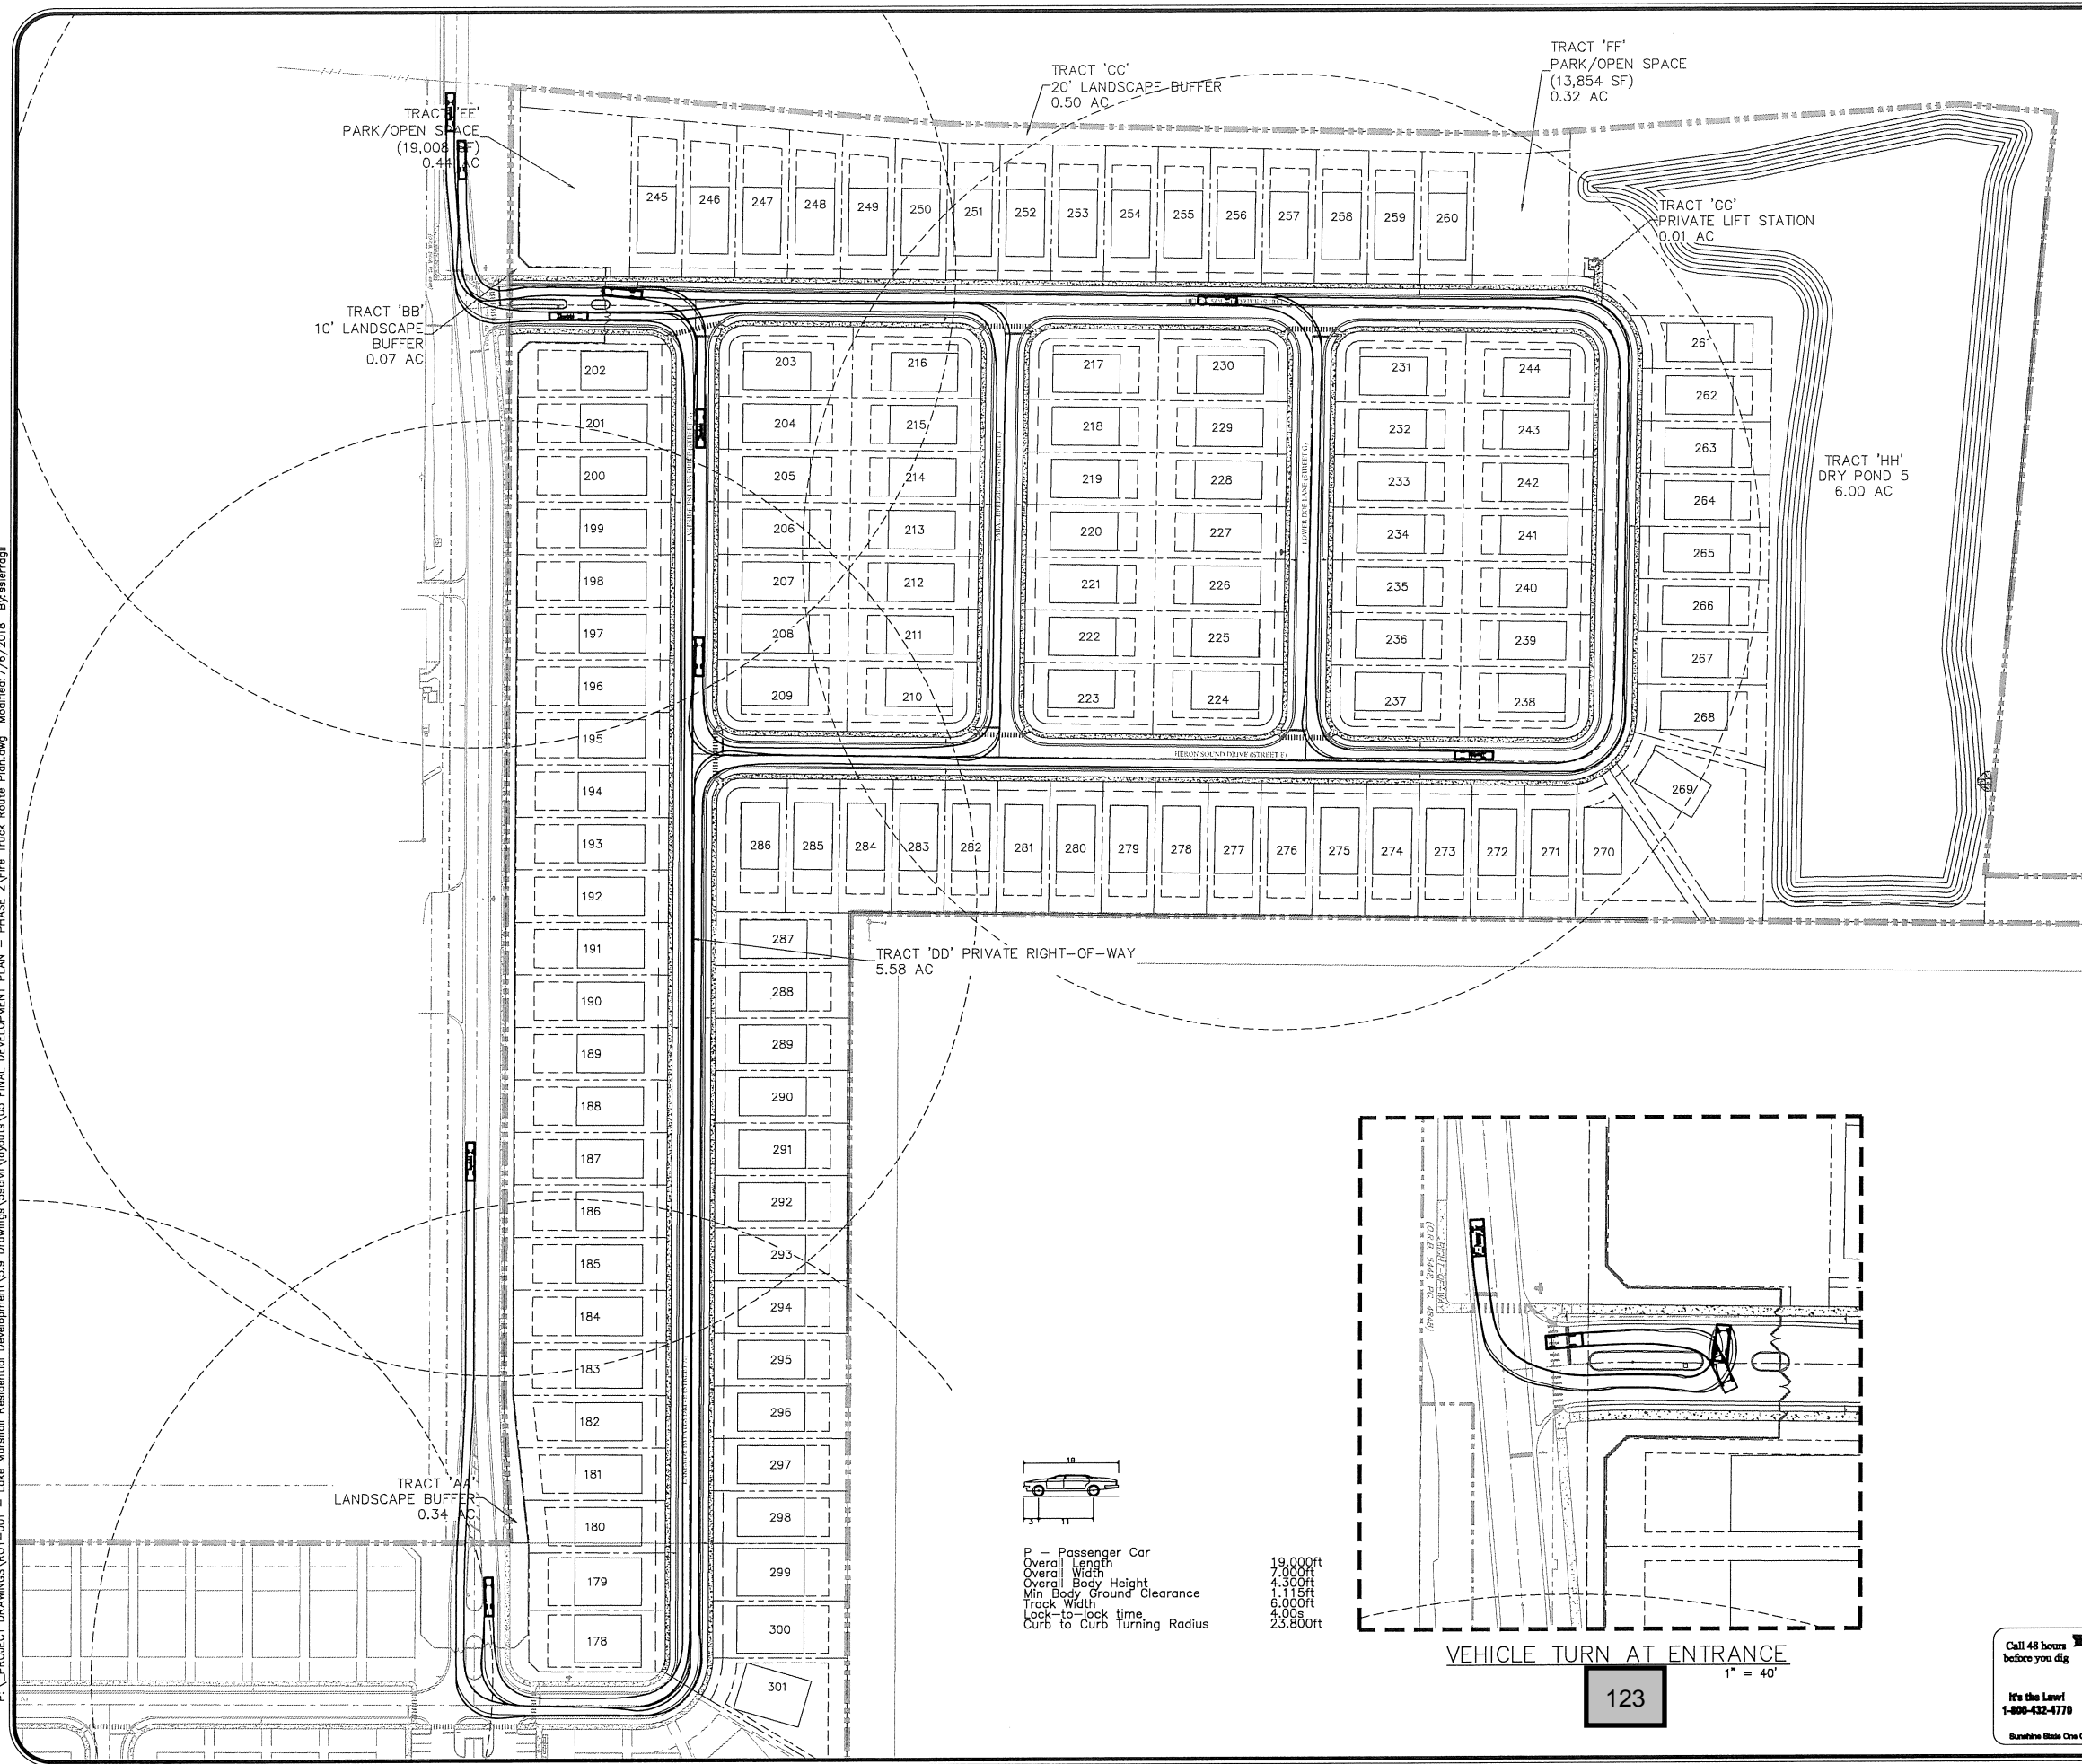 TRACT 'CC'
20' LANDSCAPE BUFFER
0.50 AC
TRACT 'FF'
PARK/OPEN SPACE
(13,854 SF)
0.32 AC
TRACT 'EE'
PARK/OPEN SPACE
(19,008 SF)
0.44 AC
TRACT 'GG'
PRIVATE LIFT STATION
0.01 AC
245 246 247 248 249 250 251 252 253 254 255 256 257 258 259 260
TRACT 'BB'
10' LANDSCAPE
BUFFER
0.07 AC
202 203 216 217 230 231 244 261
262
201 204 215 218 229 232 243
263
200 205 214 219 228 233 242
264
199 206 213 220 227 234 241
265
198 207 212 221 226 235 240
266
197 208 211 222 225 236 239
267
196 209 210 223 224 237 238
268
TRACT 'HH'
DRY POND 5
6.00 AC
195
HERON SOUND DRIVE (STREET F)
194
269
193
286 285 284 283 282 281 280 279 278 277 276 275 274 273 272 271 270
192
191
287
TRACT 'DD' PRIVATE RIGHT-OF-WAY
5.58 AC
190
288
189
289
188
290
187
291
186
292
185
293
184
294
183
295
182
296
181
297
TRACT 'AA'
LANDSCAPE BUFFER
0.34 AC
180
298
179
299
178
300
301
19
3 11
P - Passenger Car
Overall Length 19.000ft
Overall Width 7.000ft
Overall Body Height 4.300ft
Min Body Ground Clearance 1.115ft
Track Width 6.000ft
Lock-to-lock time 4.00s
Curb to Curb Turning Radius 23.800ft
VEHICLE TURN AT ENTRANCE
1" = 40'
123
Call 48 hours
before you dig
It's the Law!
1-800-432-4770